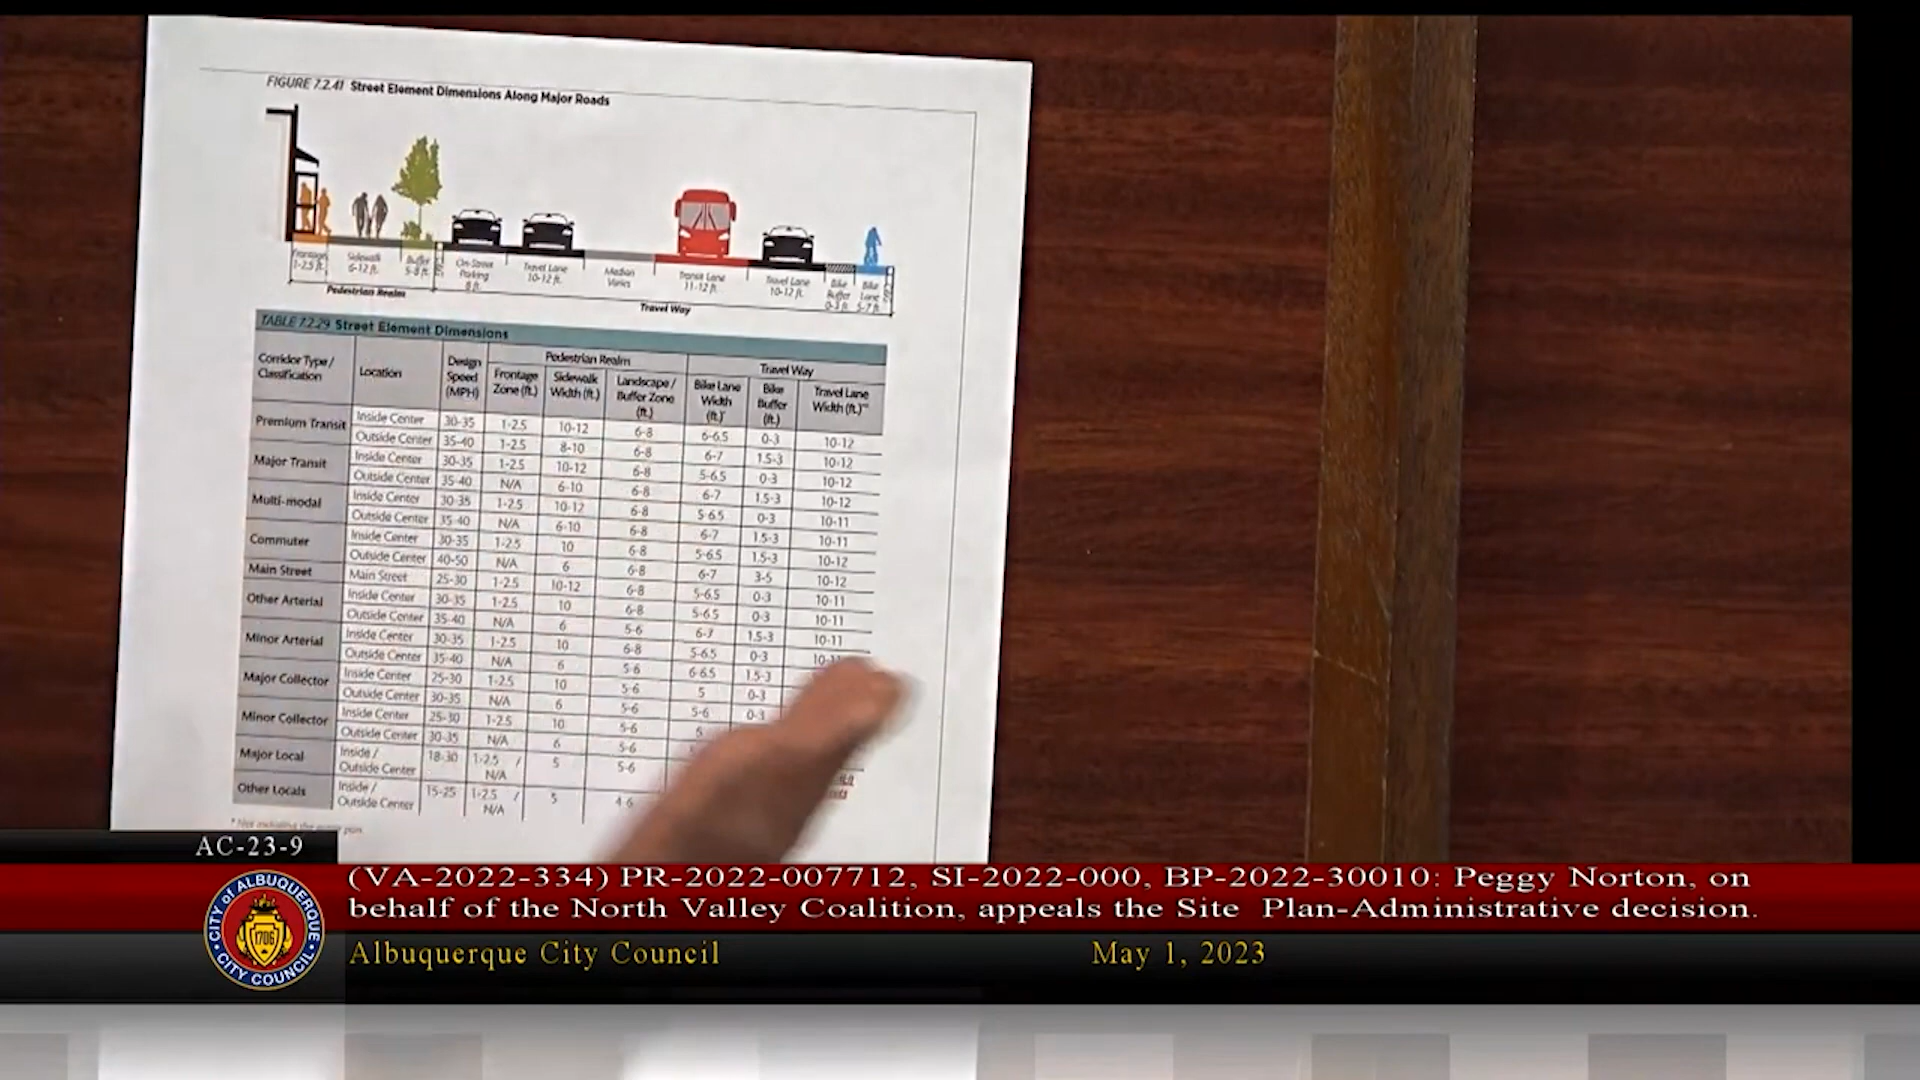 FIGURE 7.2.41 Street Element Dimensions Along Major Roads
Frontage 1-2.5 ft.
Sidewalk 6-12 ft.
Buffer 5-8 ft.
On-Street Parking 8 ft.
Travel Lane 10-12 ft.
Median Varies
Transit Lane 11-12 ft.
Travel Lane 10-12 ft.
Bike Buffer 0-3 ft.
Bike Lane 5-7 ft.
Pedestrian Realm
Travel Way
TABLE 7.2.29 Street Element Dimensions
Corridor Type / Classification Location Design Speed (MPH) Pedestrian Realm Travel Way
Frontage Zone (ft.) Sidewalk Width (ft.) Landscape / Buffer Zone (ft.) Bike Lane Width (ft.)* Bike Buffer (ft.) Travel Lane Width (ft.)**
Premium Transit Inside Center 30-35 1-2.5 10-12 6-8 6-6.5 0-3 10-12
Outside Center 35-40 1-2.5 8-10 6-8 6-7 1.5-3 10-12
Major Transit Inside Center 30-35 1-2.5 10-12 6-8 5-6.5 0-3 10-12
Outside Center 35-40 N/A 6-10 6-8 6-7 1.5-3 10-12
Multi-modal Inside Center 30-35 1-2.5 10-12 6-8 5-6.5 0-3 10-11
Outside Center 35-40 N/A 6-10 6-8 6-7 1.5-3 10-11
Commuter Inside Center 30-35 1-2.5 10 6-8 5-6.5 1.5-3 10-12
Outside Center 40-50 N/A 6 6-8 6-7 3-5 10-12
Main Street Main Street 25-30 1-2.5 10-12 6-8 5-6.5 0-3 10-11
Other Arterial Inside Center 30-35 1-2.5 10 6-8 5-6.5 0-3 10-11
Outside Center 35-40 N/A 6 5-6 6-7 1.5-3 10-11
Minor Arterial Inside Center 30-35 1-2.5 10 6-8 5-6.5 0-3
Outside Center 35-40 N/A 6 5-6 6-6.5 1.5-3
Major Collector Inside Center 25-30 1-2.5 10 5-6 5 0-3
Outside Center 30-35 N/A 6 5-6 5-6 0-3
Minor Collector Inside Center 25-30 1-2.5 10 5-6
Outside Center 30-35 N/A 6 5-6
Major Local Inside / Outside Center 18-30 1-2.5 / N/A 5 5-6
Other Locals Inside / Outside Center 15-25 1-2.5 / N/A 5 4-6
AC-23-9
(VA-2022-334) PR-2022-007712, SI-2022-000, BP-2022-30010: Peggy Norton, on
behalf of the North Valley Coalition, appeals the Site Plan-Administrative decision.
CITY of ALBUQUERQUE
1706
CITY COUNCIL
Albuquerque City Council May 1, 2023